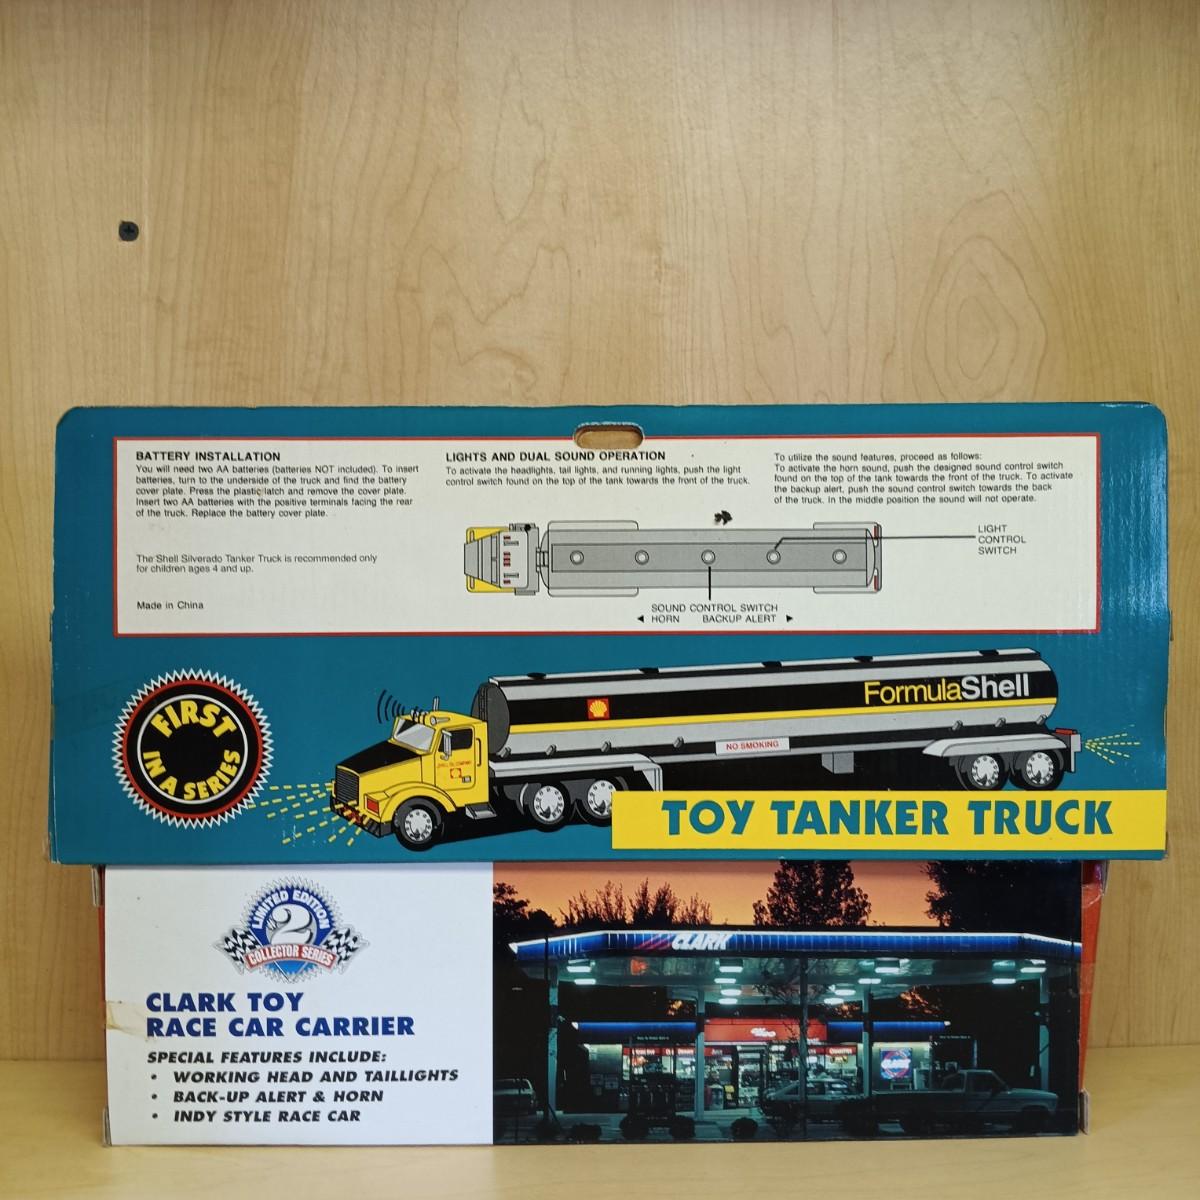 BATTERY INSTALLATION
You will need two AA batteries (batteries NOT included). To insert
batteries, turn to the underside of the truck and find the battery
cover plate. Press the plastic latch and remove the cover plate.
Insert two AA batteries with the positive terminals facing the rear
of the truck. Replace the battery cover plate.
The Shell Silverado Tanker Truck is recommended only
for children ages 4 and up.
Made in China
LIGHTS AND DUAL SOUND OPERATION
To activate the headlights, tail lights, and running lights, push the light
control switch found on the top of the tank towards the front of the truck.
To utilize the sound features, proceed as follows:
To activate the horn sound, push the designed sound control switch
found on the top of the tank towards the front of the truck. To activate
the backup alert, push the sound control switch towards the back
of the truck. In the middle position the sound will not operate.
LIGHT
CONTROL
SWITCH
SOUND CONTROL SWITCH
◄ HORN BACKUP ALERT ►
FIRST
IN A SERIES
FormulaShell
NO SMOKING
TOY TANKER TRUCK
LIMITED EDITION
2
COLLECTOR SERIES
CLARK TOY
RACE CAR CARRIER
SPECIAL FEATURES INCLUDE:
• WORKING HEAD AND TAILLIGHTS
• BACK-UP ALERT & HORN
• INDY STYLE RACE CAR
CLARK